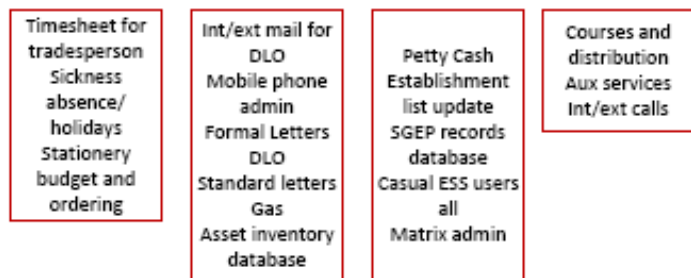 Timesheet for
tradesperson
Sickness
absence/
holidays
Stationery
budget and
ordering
Int/ext mail for
DLO
Mobile phone
admin
Formal Letters
DLO
Standard letters
Gas
Asset inventory
database
Petty Cash
Establishment
list update
SGEP records
database
Casual ESS users
all
Matrix admin
Courses and
distribution
Aux services
Int/ext calls